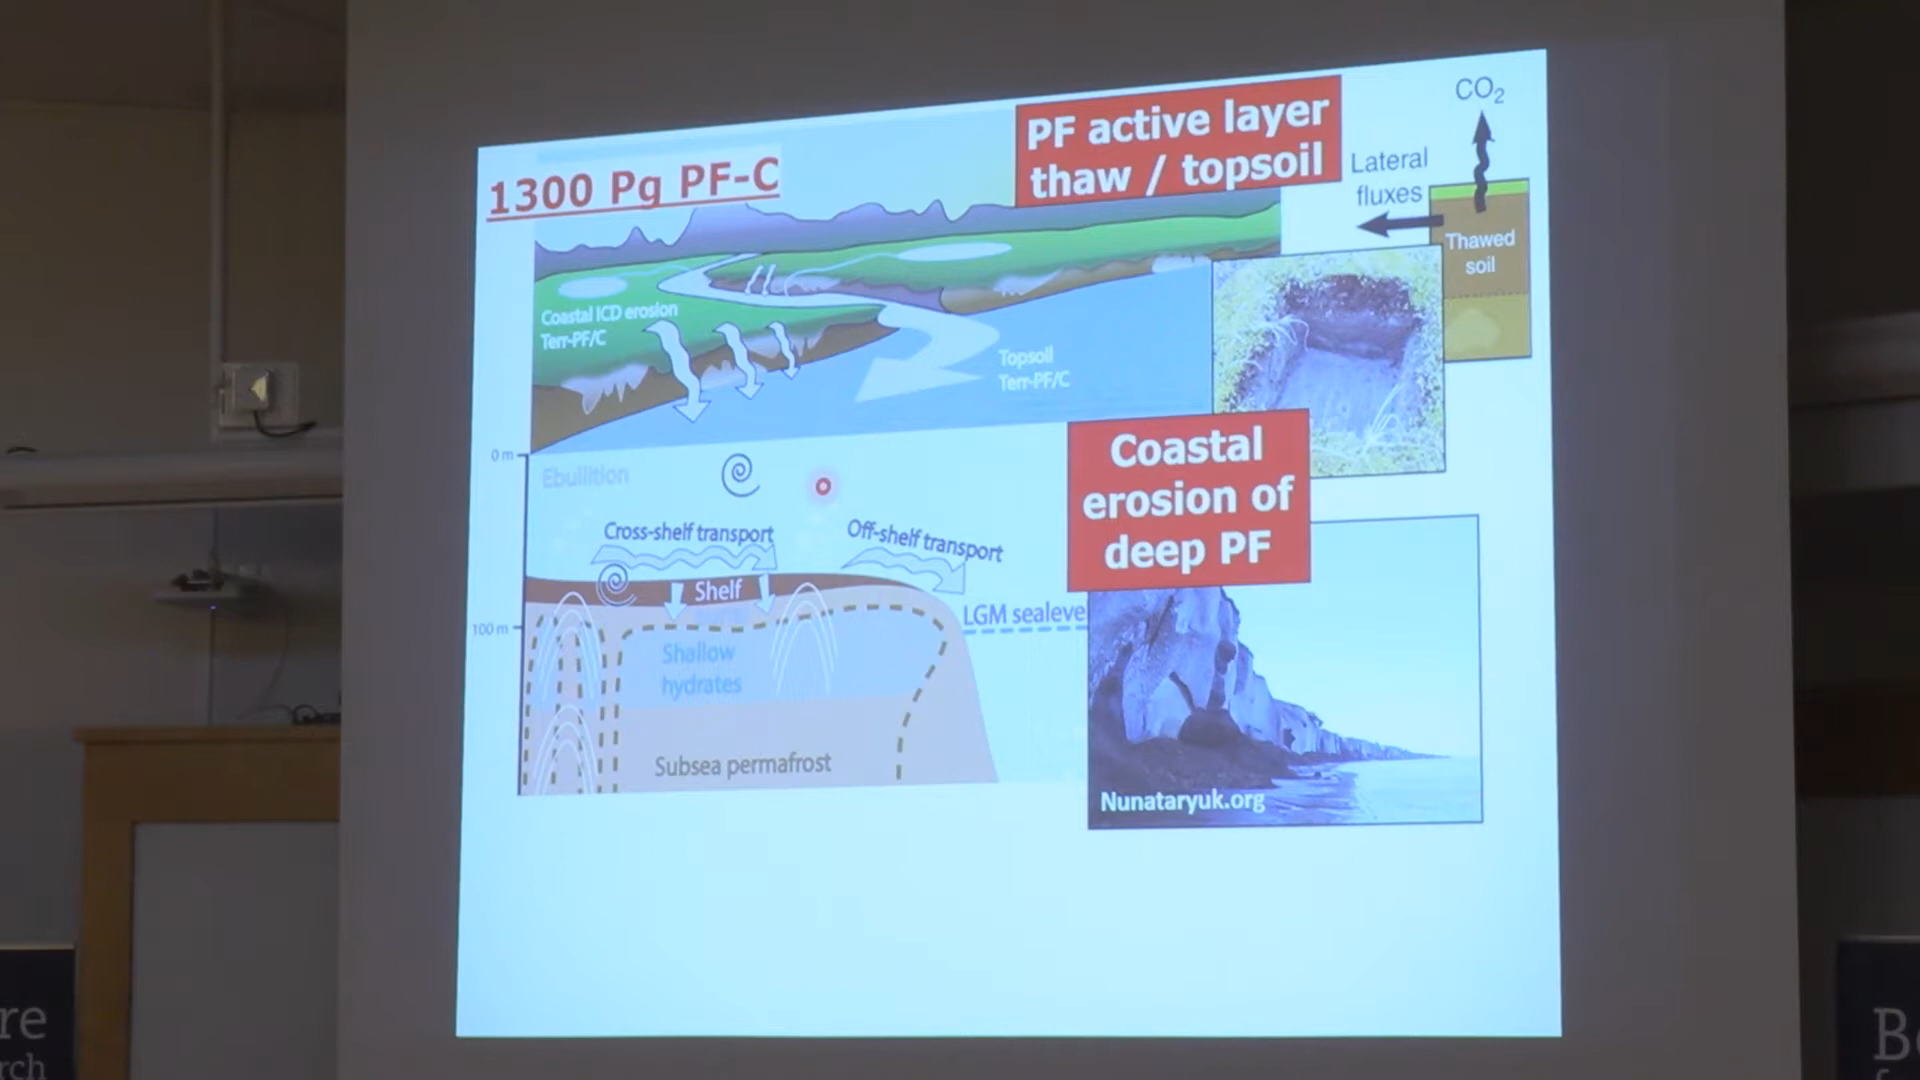 1300 Pg PF-C
PF active layer
thaw / topsoil
CO2
Lateral
fluxes
Thawed
soil
Coastal ICD erosion
Terr-PF/C
Topsoil
Terr-PF/C
0 m
Ebullition
Cross-shelf transport
Off-shelf transport
Shelf
100 m
LGM sealeve
Shallow
hydrates
Subsea permafrost
Coastal
erosion of
deep PF
Nunataryuk.org
re
rch
B